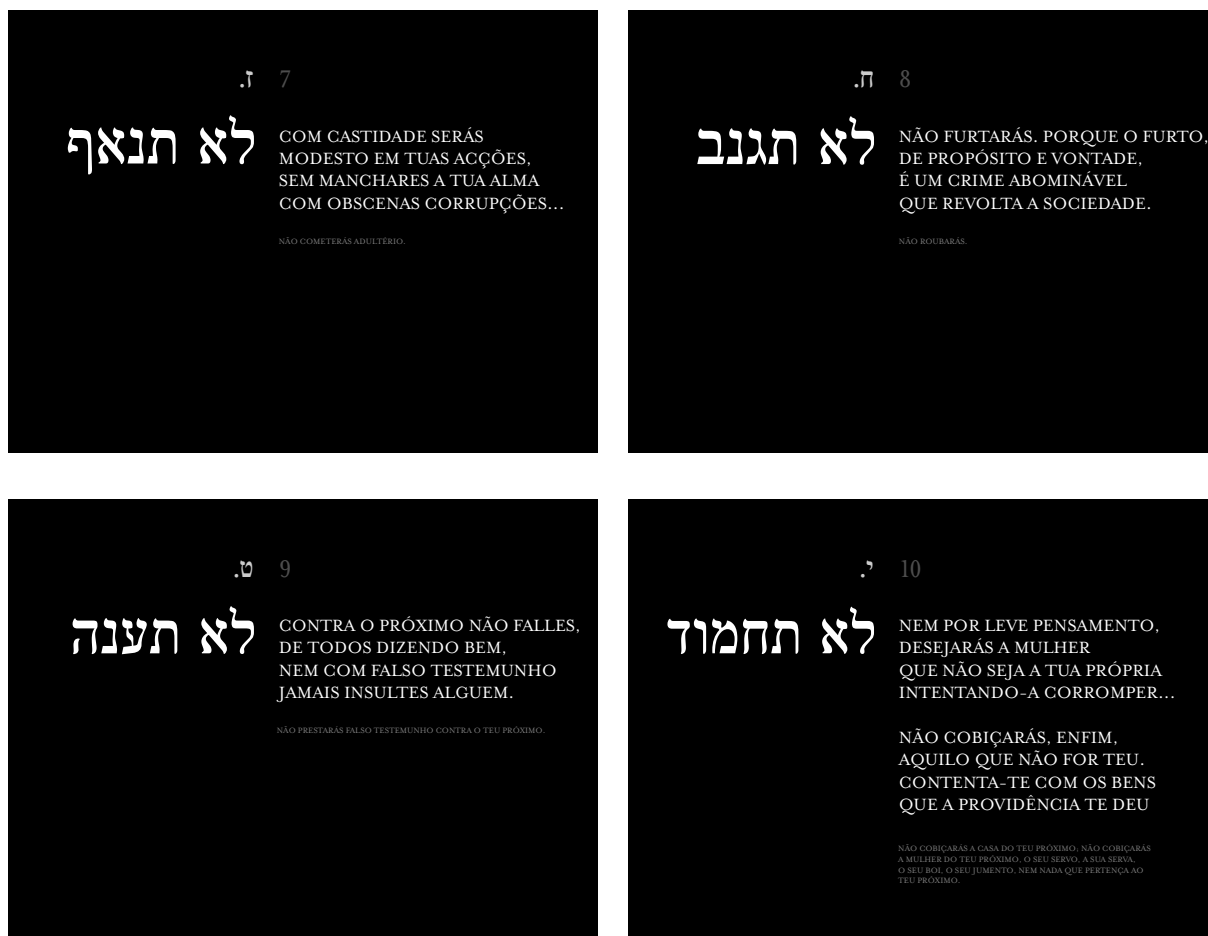 ז.
7
לא תנאף
COM CASTIDADE SERÁS
MODESTO EM TUAS ACÇÕES,
SEM MANCHARES A TUA ALMA
COM OBSCENAS CORRUPÇÕES...
NÃO COMETERÁS ADULTÉRIO.
ח.
8
לא תגנב
NÃO FURTARÁS. PORQUE O FURTO,
DE PROPÓSITO E VONTADE,
É UM CRIME ABOMINÁVEL
QUE REVOLTA A SOCIEDADE.
NÃO ROUBARÁS.
ט.
9
לא תענה
CONTRA O PRÓXIMO NÃO FALLES,
DE TODOS DIZENDO BEM,
NEM COM FALSO TESTEMUNHO
JAMAIS INSULTES ALGUEM.
NÃO PRESTARÁS FALSO TESTEMUNHO CONTRA O TEU PRÓXIMO.
י.
10
לא תחמוד
NEM POR LEVE PENSAMENTO,
DESEJARÁS A MULHER
QUE NÃO SEJA A TUA PRÓPRIA
INTENTANDO-A CORROMPER...
NÃO COBIÇARÁS, ENFIM,
AQUILO QUE NÃO FOR TEU.
CONTENTA-TE COM OS BENS
QUE A PROVIDÊNCIA TE DEU
NÃO COBIÇARÁS A CASA DO TEU PRÓXIMO; NÃO COBIÇARÁS
A MULHER DO TEU PRÓXIMO, O SEU SERVO, A SUA SERVA,
O SEU BOI, O SEU JUMENTO, NEM NADA QUE PERTENÇA AO
TEU PRÓXIMO.